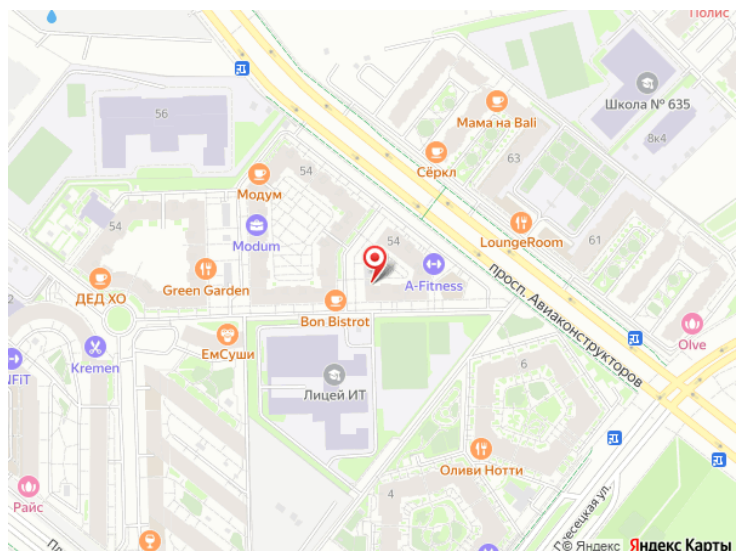 Полис
Школа № 635
56
Мама на Bali
8к4
63
54
Сёркл
Модум
54
54
Modum
LoungeRoom
61
просп. Авиаконструкторов
A-Fitness
Green Garden
ДЕД ХО
Bon Bistrot
Olve
ЕмСуши
Kremen
6
Лицей ИТ
Оливи Нотти
4
Райс
Плесецкая ул.
© Яндекс Яндекс Карты